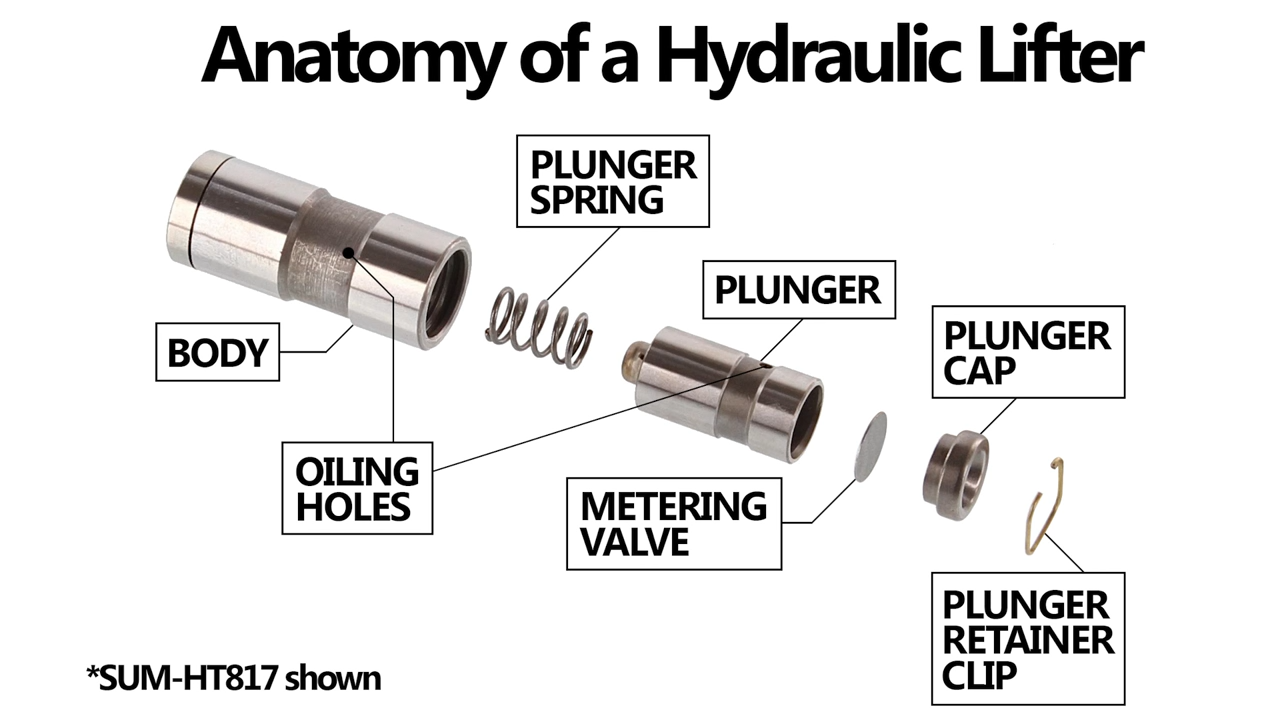 Anatomy of a Hydraulic Lifter
PLUNGER
SPRING
PLUNGER
PLUNGER
CAP
BODY
OILING
HOLES
METERING
VALVE
PLUNGER
RETAINER
CLIP
*SUM-HT817 shown